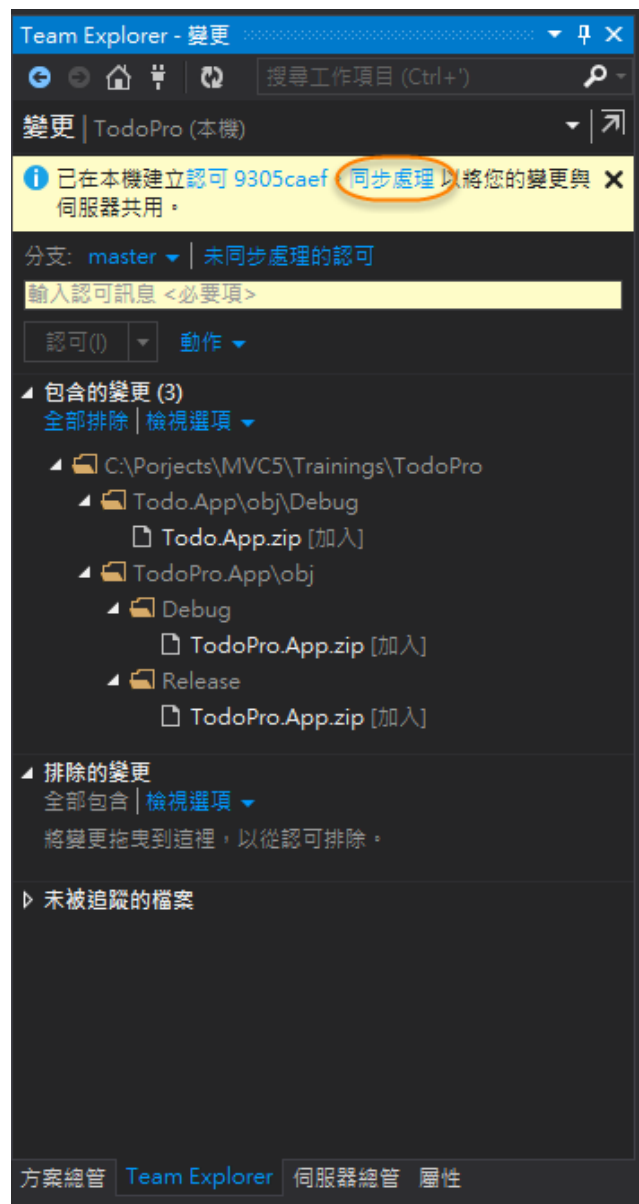 Team Explorer - 變更
搜尋工作項目 (Ctrl+')
變更 | TodoPro (本機)
已在本機建立認可 9305caef。同步處理 以將您的變更與
伺服器共用。
分支: master | 未同步處理的認可
輸入認可訊息 <必要項>
認可(I) 動作
包含的變更 (3)
全部排除 | 檢視選項
C:\Porjects\MVC5\Trainings\TodoPro
Todo.App\obj\Debug
Todo.App.zip [加入]
TodoPro.App\obj
Debug
TodoPro.App.zip [加入]
Release
TodoPro.App.zip [加入]
排除的變更
全部包含 | 檢視選項
將變更拖曳到這裡，以從認可排除。
未被追蹤的檔案
方案總管 Team Explorer 伺服器總管 屬性